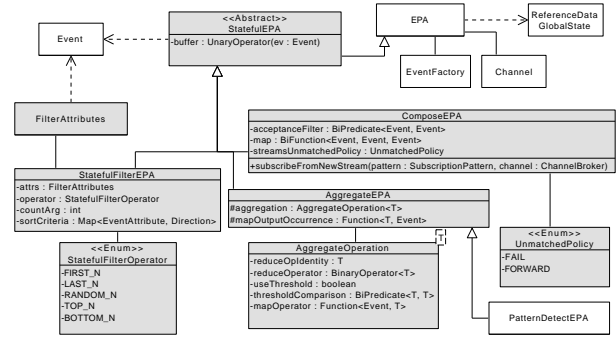 <<Abstract>>
StatefulEPA
-buffer : UnaryOperator(ev : Event)
Event
EPA
ReferenceData
GlobalState
EventFactory
Channel
FilterAttributes
ComposeEPA
-acceptanceFilter : BiPredicate<Event, Event>
-map : BiFunction<Event, Event, Event>
-streamsUnmatchedPolicy : UnmatchedPolicy
+subscribeFromNewStream(pattern : SubscriptionPattern, channel : ChannelBroker)
StatefulFilterEPA
-attrs : FilterAttributes
-operator : StatefulFilterOperator
-countArg : int
-sortCriteria : Map<EventAttribute, Direction>
AggregateEPA
#aggregation : AggregateOperation<T>
#mapOutputOccurrence : Function<T, Event>
<<Enum>>
StatefulFilterOperator
-FIRST_N
-LAST_N
-RANDOM_N
-TOP_N
-BOTTOM_N
T
AggregateOperation
-reduceOpIdentity : T
-reduceOperator : BinaryOperator<T>
-useThreshold : boolean
-thresholdComparison : BiPredicate<T, T>
-mapOperator : Function<Event, T>
<<Enum>>
UnmatchedPolicy
-FAIL
-FORWARD
PatternDetectEPA